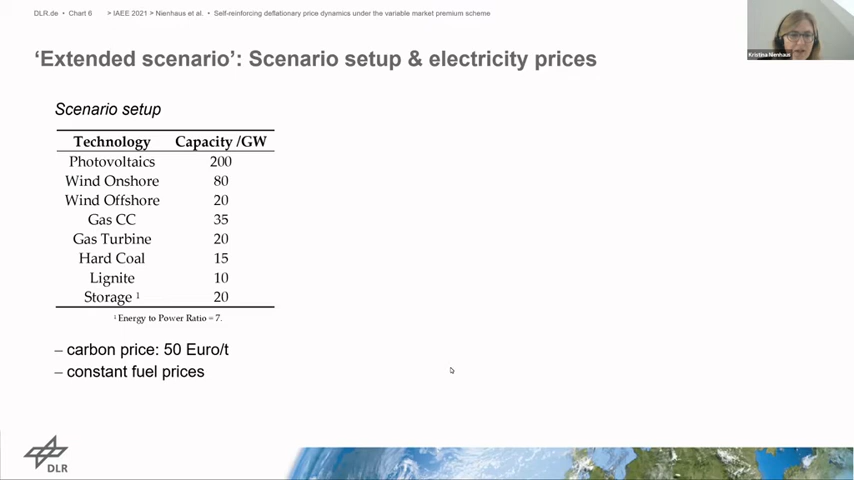 DLR.de • Chart 6 > IAEE 2021 > Nienhaus et al. • Self-reinforcing deflationary price dynamics under the variable market premium scheme
Kristina Nienhaus
‘Extended scenario’: Scenario setup & electricity prices
Scenario setup
Technology Capacity /GW
Photovoltaics 200
Wind Onshore 80
Wind Offshore 20
Gas CC 35
Gas Turbine 20
Hard Coal 15
Lignite 10
Storage ¹ 20
¹ Energy to Power Ratio = 7.
– carbon price: 50 Euro/t
– constant fuel prices
DLR